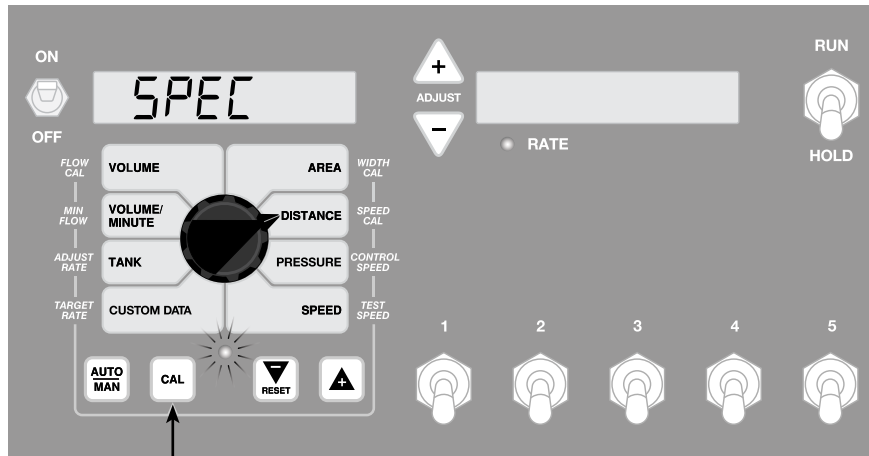 ON
OFF
SPEC
+
ADJUST
−
RATE
RUN
HOLD
FLOW
CAL
MIN
FLOW
ADJUST
RATE
TARGET
RATE
VOLUME
VOLUME/
MINUTE
TANK
CUSTOM DATA
AREA
DISTANCE
PRESSURE
SPEED
WIDTH
CAL
SPEED
CAL
CONTROL
SPEED
TEST
SPEED
AUTO
MAN
CAL
−
RESET
+
1 2 3 4 5